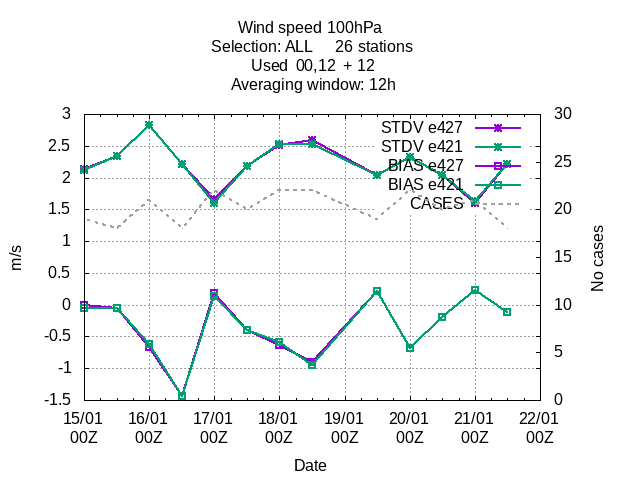 Wind speed 100hPa
Selection: ALL 26 stations
Used 00,12 + 12
Averaging window: 12h
3 30
STDV e427
2.5 25
STDV e421
BIAS e427
2
BIAS e421
1.5 20
CASES
1 15
0.5
0 10
-0.5 5
-1
-1.5 0
m/s
No cases
15/01 16/01 17/01 18/01 19/01 20/01 21/01 22/01
00Z 00Z 00Z 00Z 00Z 00Z 00Z 00Z
Date